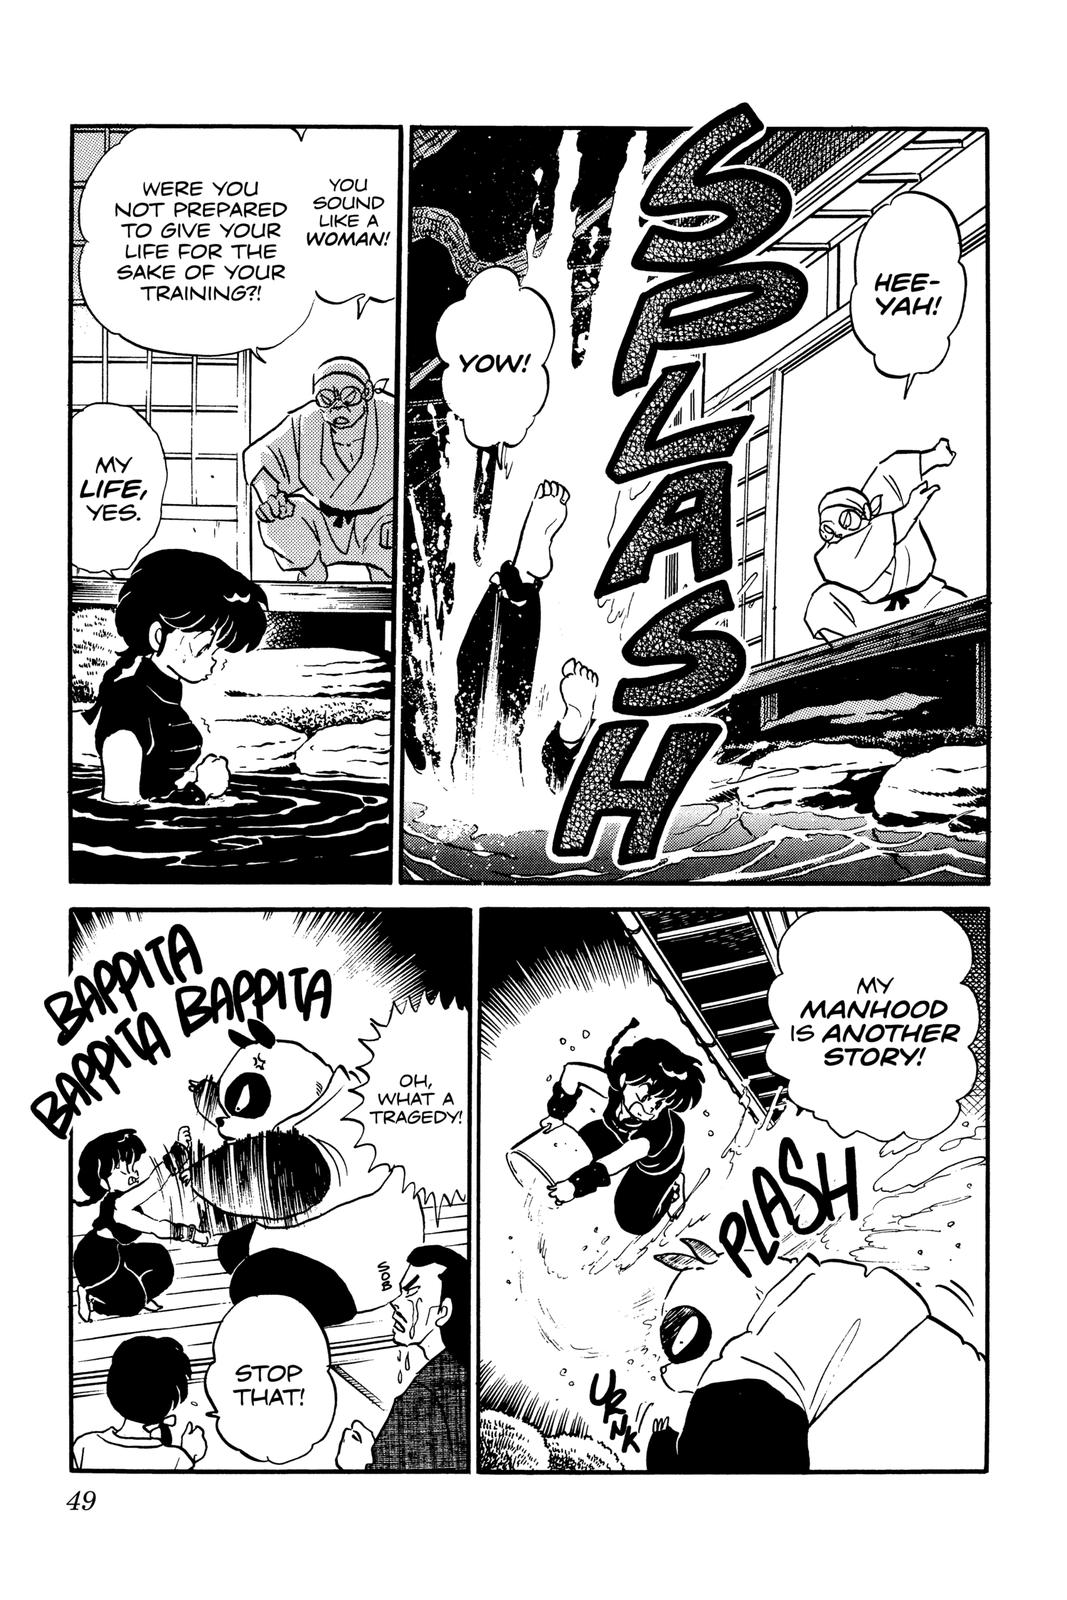 HEE-
YAH!
SPLASH
YOW!
YOU
SOUND
LIKE A
WOMAN!
WERE YOU
NOT PREPARED
TO GIVE YOUR
LIFE FOR THE
SAKE OF YOUR
TRAINING?!
MY
LIFE,
YES.
MY
MANHOOD
IS ANOTHER
STORY!
PLASH
URNK
BAPPITA
BAPPITA BAPPITA
BAPPITA
OH,
WHAT A
TRAGEDY!
SOB
STOP
THAT!
49